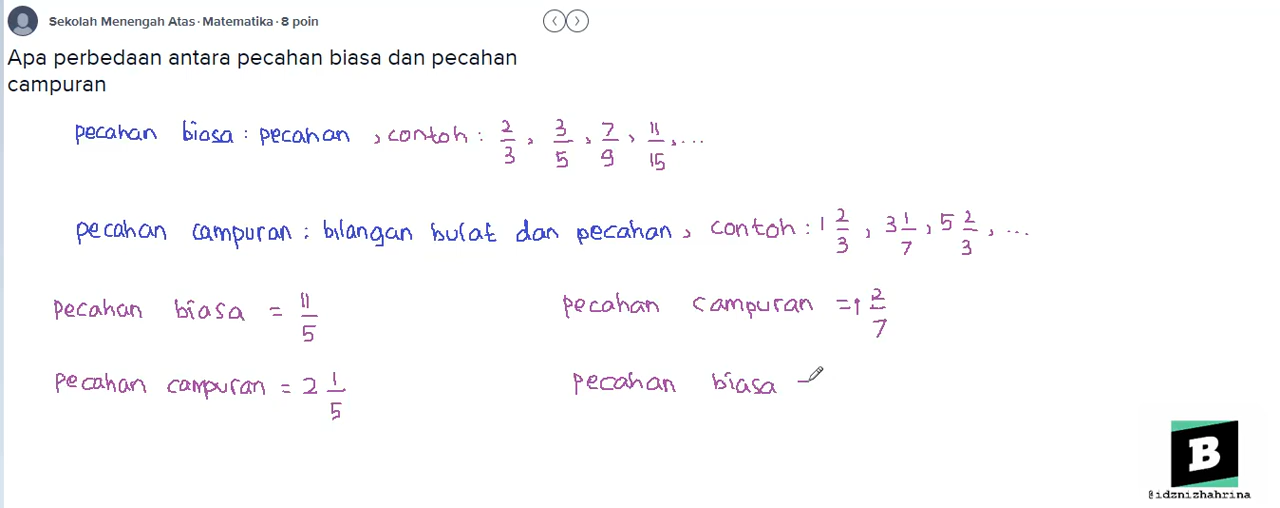 Sekolah Menengah Atas · Matematika · 8 poin
Apa perbedaan antara pecahan biasa dan pecahan
campuran
pecahan biasa : pecahan , contoh : 2/3 , 3/5 , 7/9 , 11/15 , ...
pecahan campuran : bilangan bulat dan pecahan , contoh : 1 2/3 , 3 1/7 , 5 2/3 , ...
pecahan biasa = 11/5
pecahan campuran = 1 2/7
pecahan campuran = 2 1/5
pecahan biasa -
B
@idznizhahrina